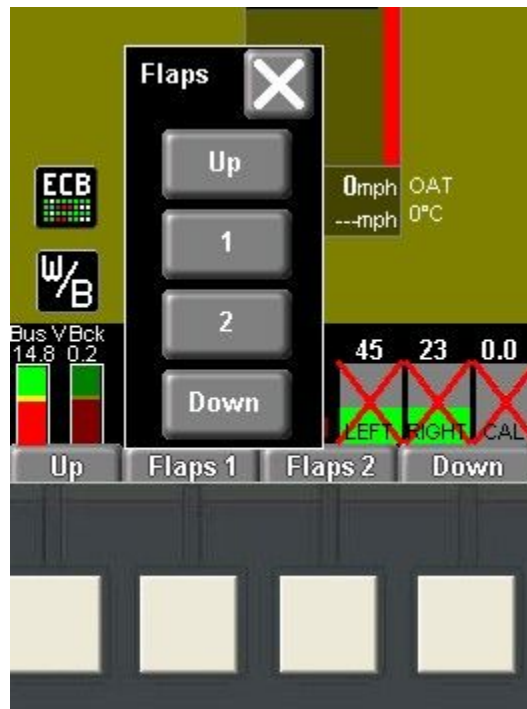 Flaps
Up
1
2
Down
ECB
W/B
0mph OAT
---mph 0°C
Bus V Bck
14.8 0.2
45 23 0.0
LEFT RIGHT CAL
Up Flaps 1 Flaps 2 Down